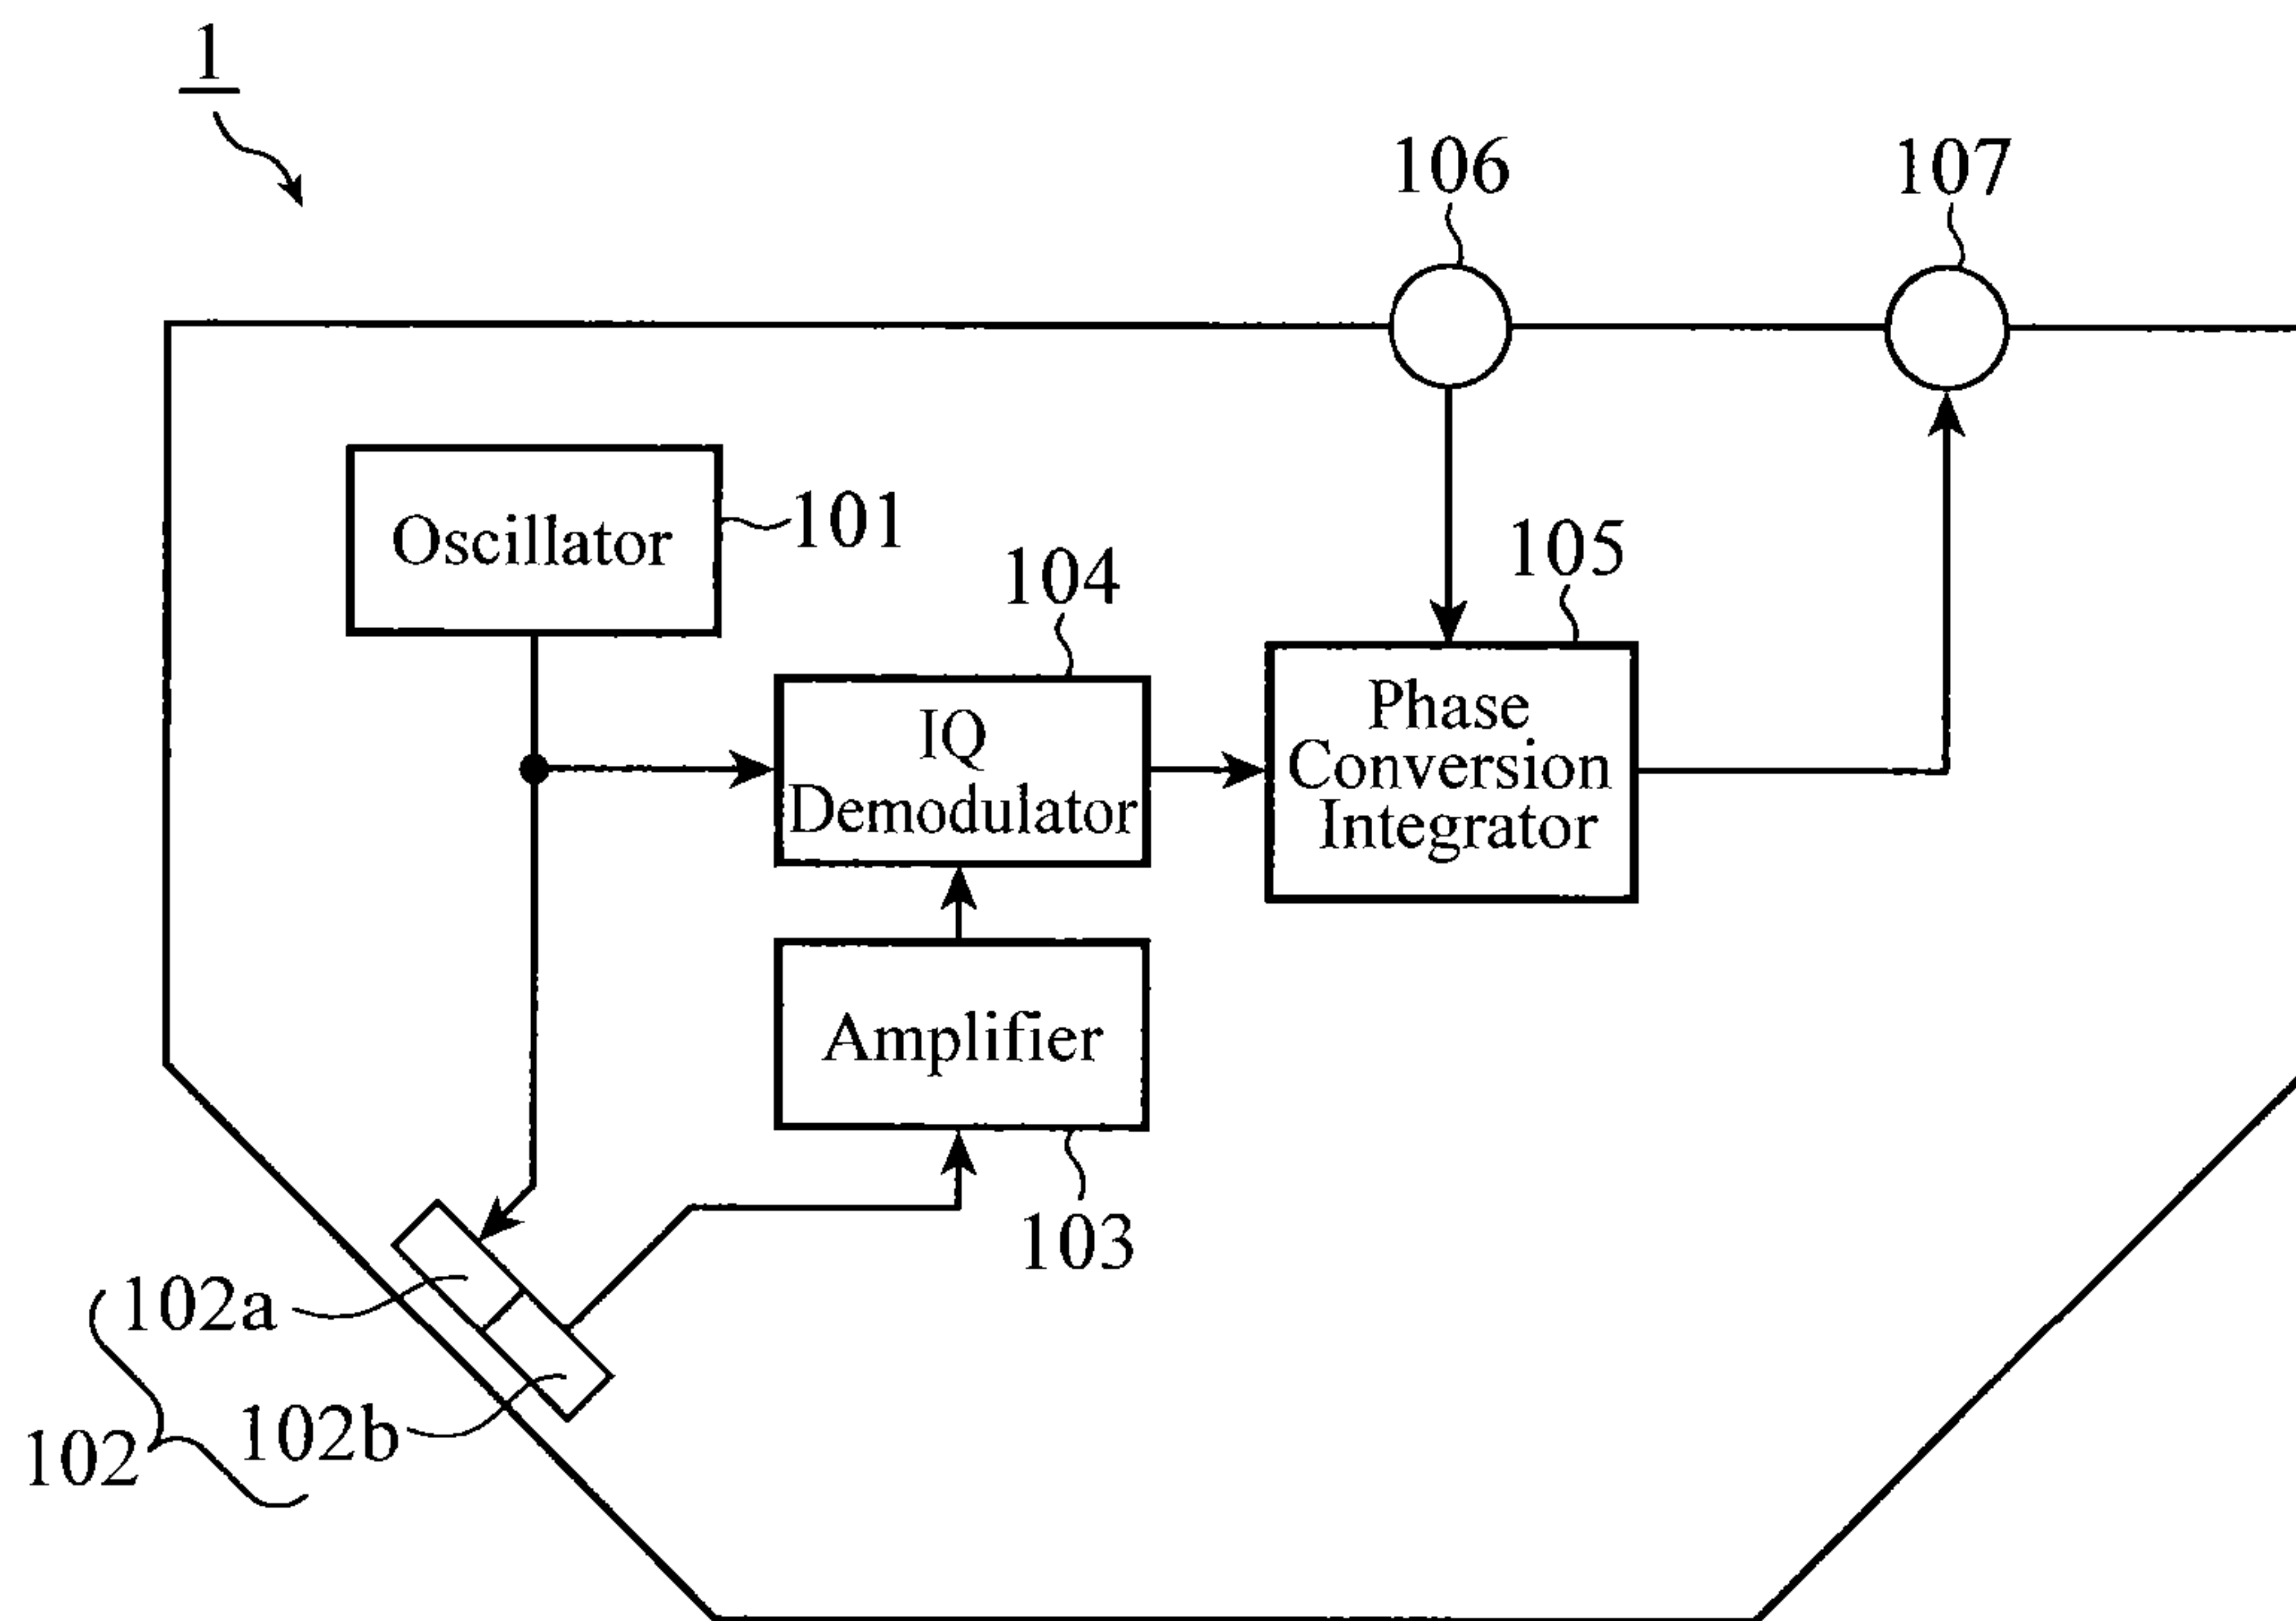 1
106
107
Oscillator
101
104
105
IQ
Demodulator
Phase
Conversion
Integrator
Amplifier
103
102a
102b
102